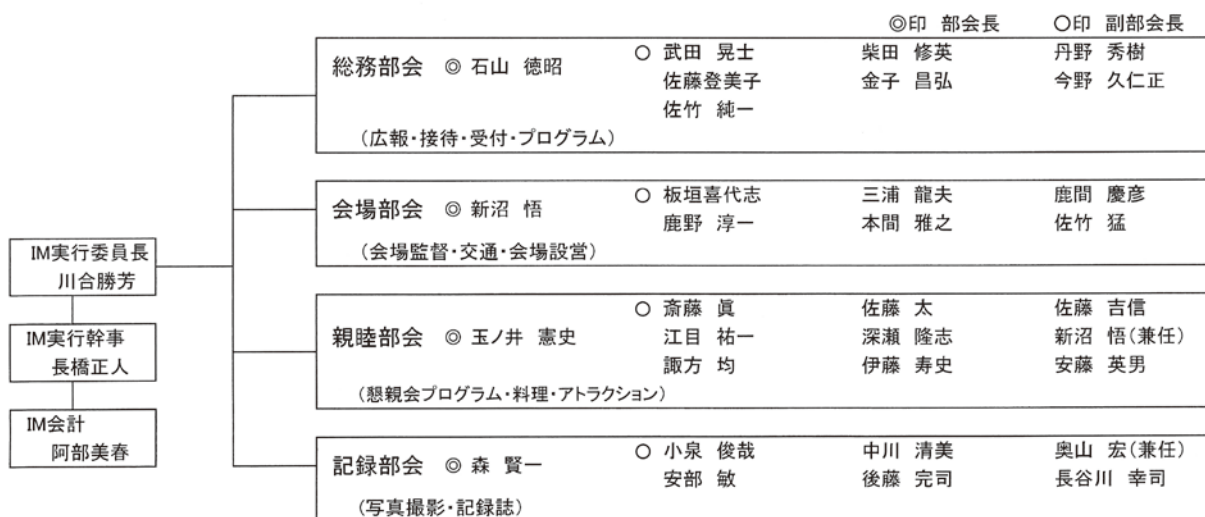 ◎印 部会長 ○印 副部会長
総務部会 ◎ 石山 徳昭
○ 武田 晃士 柴田 修英 丹野 秀樹
佐藤登美子 金子 昌弘 今野 久仁正
佐竹 純一
(広報・接待・受付・プログラム)
会場部会 ◎ 新沼 悟
○ 板垣喜代志 三浦 龍夫 鹿間 慶彦
鹿野 淳一 本間 雅之 佐竹 猛
(会場監督・交通・会場設営)
IM実行委員長
川合勝芳
IM実行幹事
長橋正人
IM会計
阿部美春
親睦部会 ◎ 玉ノ井 憲史
○ 斎藤 眞 佐藤 太 佐藤 吉信
江目 祐一 深瀬 隆志 新沼 悟(兼任)
諏方 均 伊藤 寿史 安藤 英男
(懇親会プログラム・料理・アトラクション)
記録部会 ◎ 森 賢一
○ 小泉 俊哉 中川 清美 奥山 宏(兼任)
安部 敏 後藤 完司 長谷川 幸司
(写真撮影・記録誌)